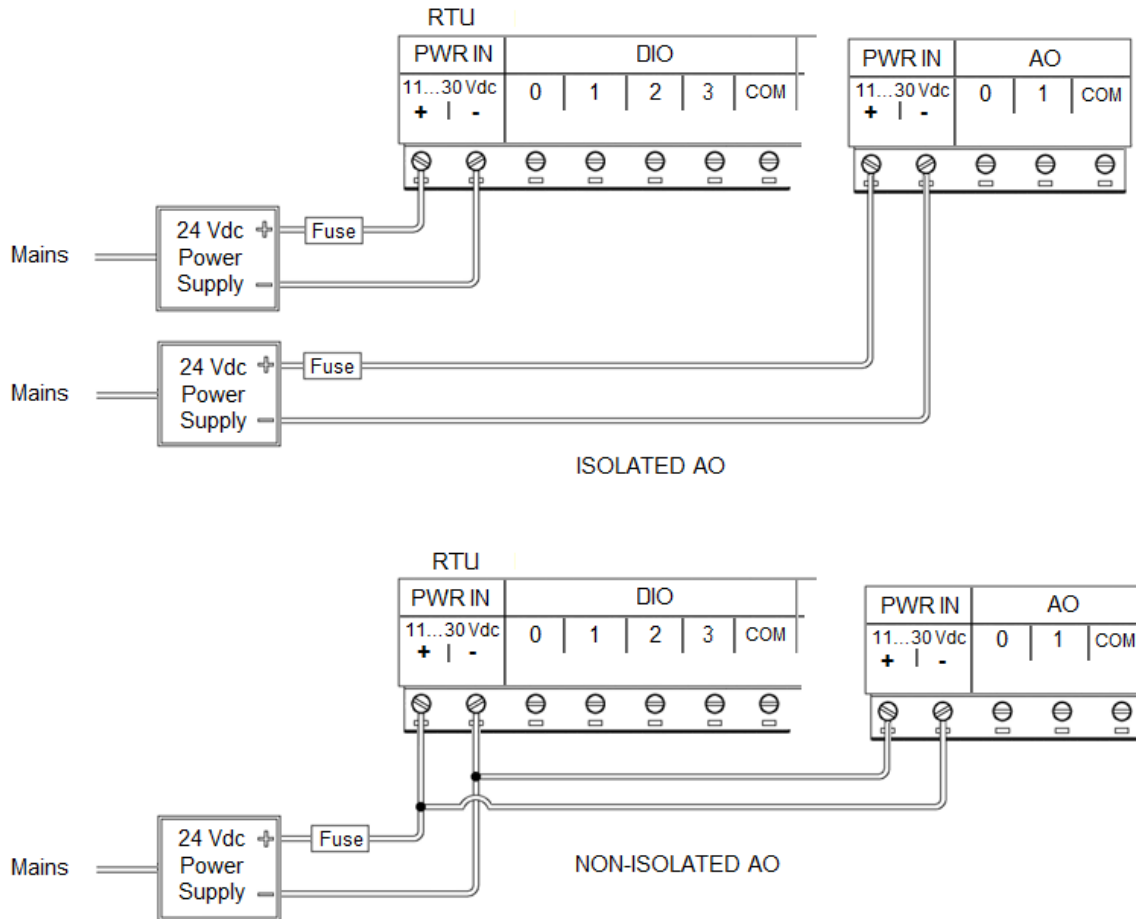 RTU
PWR IN DIO
11...30 Vdc 0 1 2 3 COM
+ -
PWR IN AO
11...30 Vdc 0 1 COM
+ -
Mains
24 Vdc +
Power
Supply -
Fuse
Mains
24 Vdc +
Power
Supply -
Fuse
ISOLATED AO
RTU
PWR IN DIO
11...30 Vdc 0 1 2 3 COM
+ -
PWR IN AO
11...30 Vdc 0 1 COM
+ -
Mains
24 Vdc +
Power
Supply -
Fuse
NON-ISOLATED AO